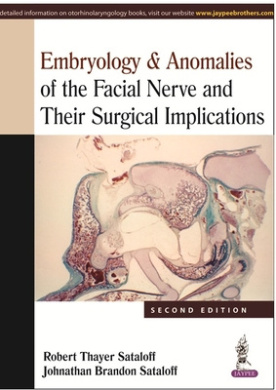 detailed information on otorhinolaryngology books, visit our website www.jaypeebrothers.com
Embryology & Anomalies
of the Facial Nerve and
Their Surgical Implications
SECOND EDITION
Robert Thayer Sataloff
Johnathan Brandon Sataloff
JAYPEE